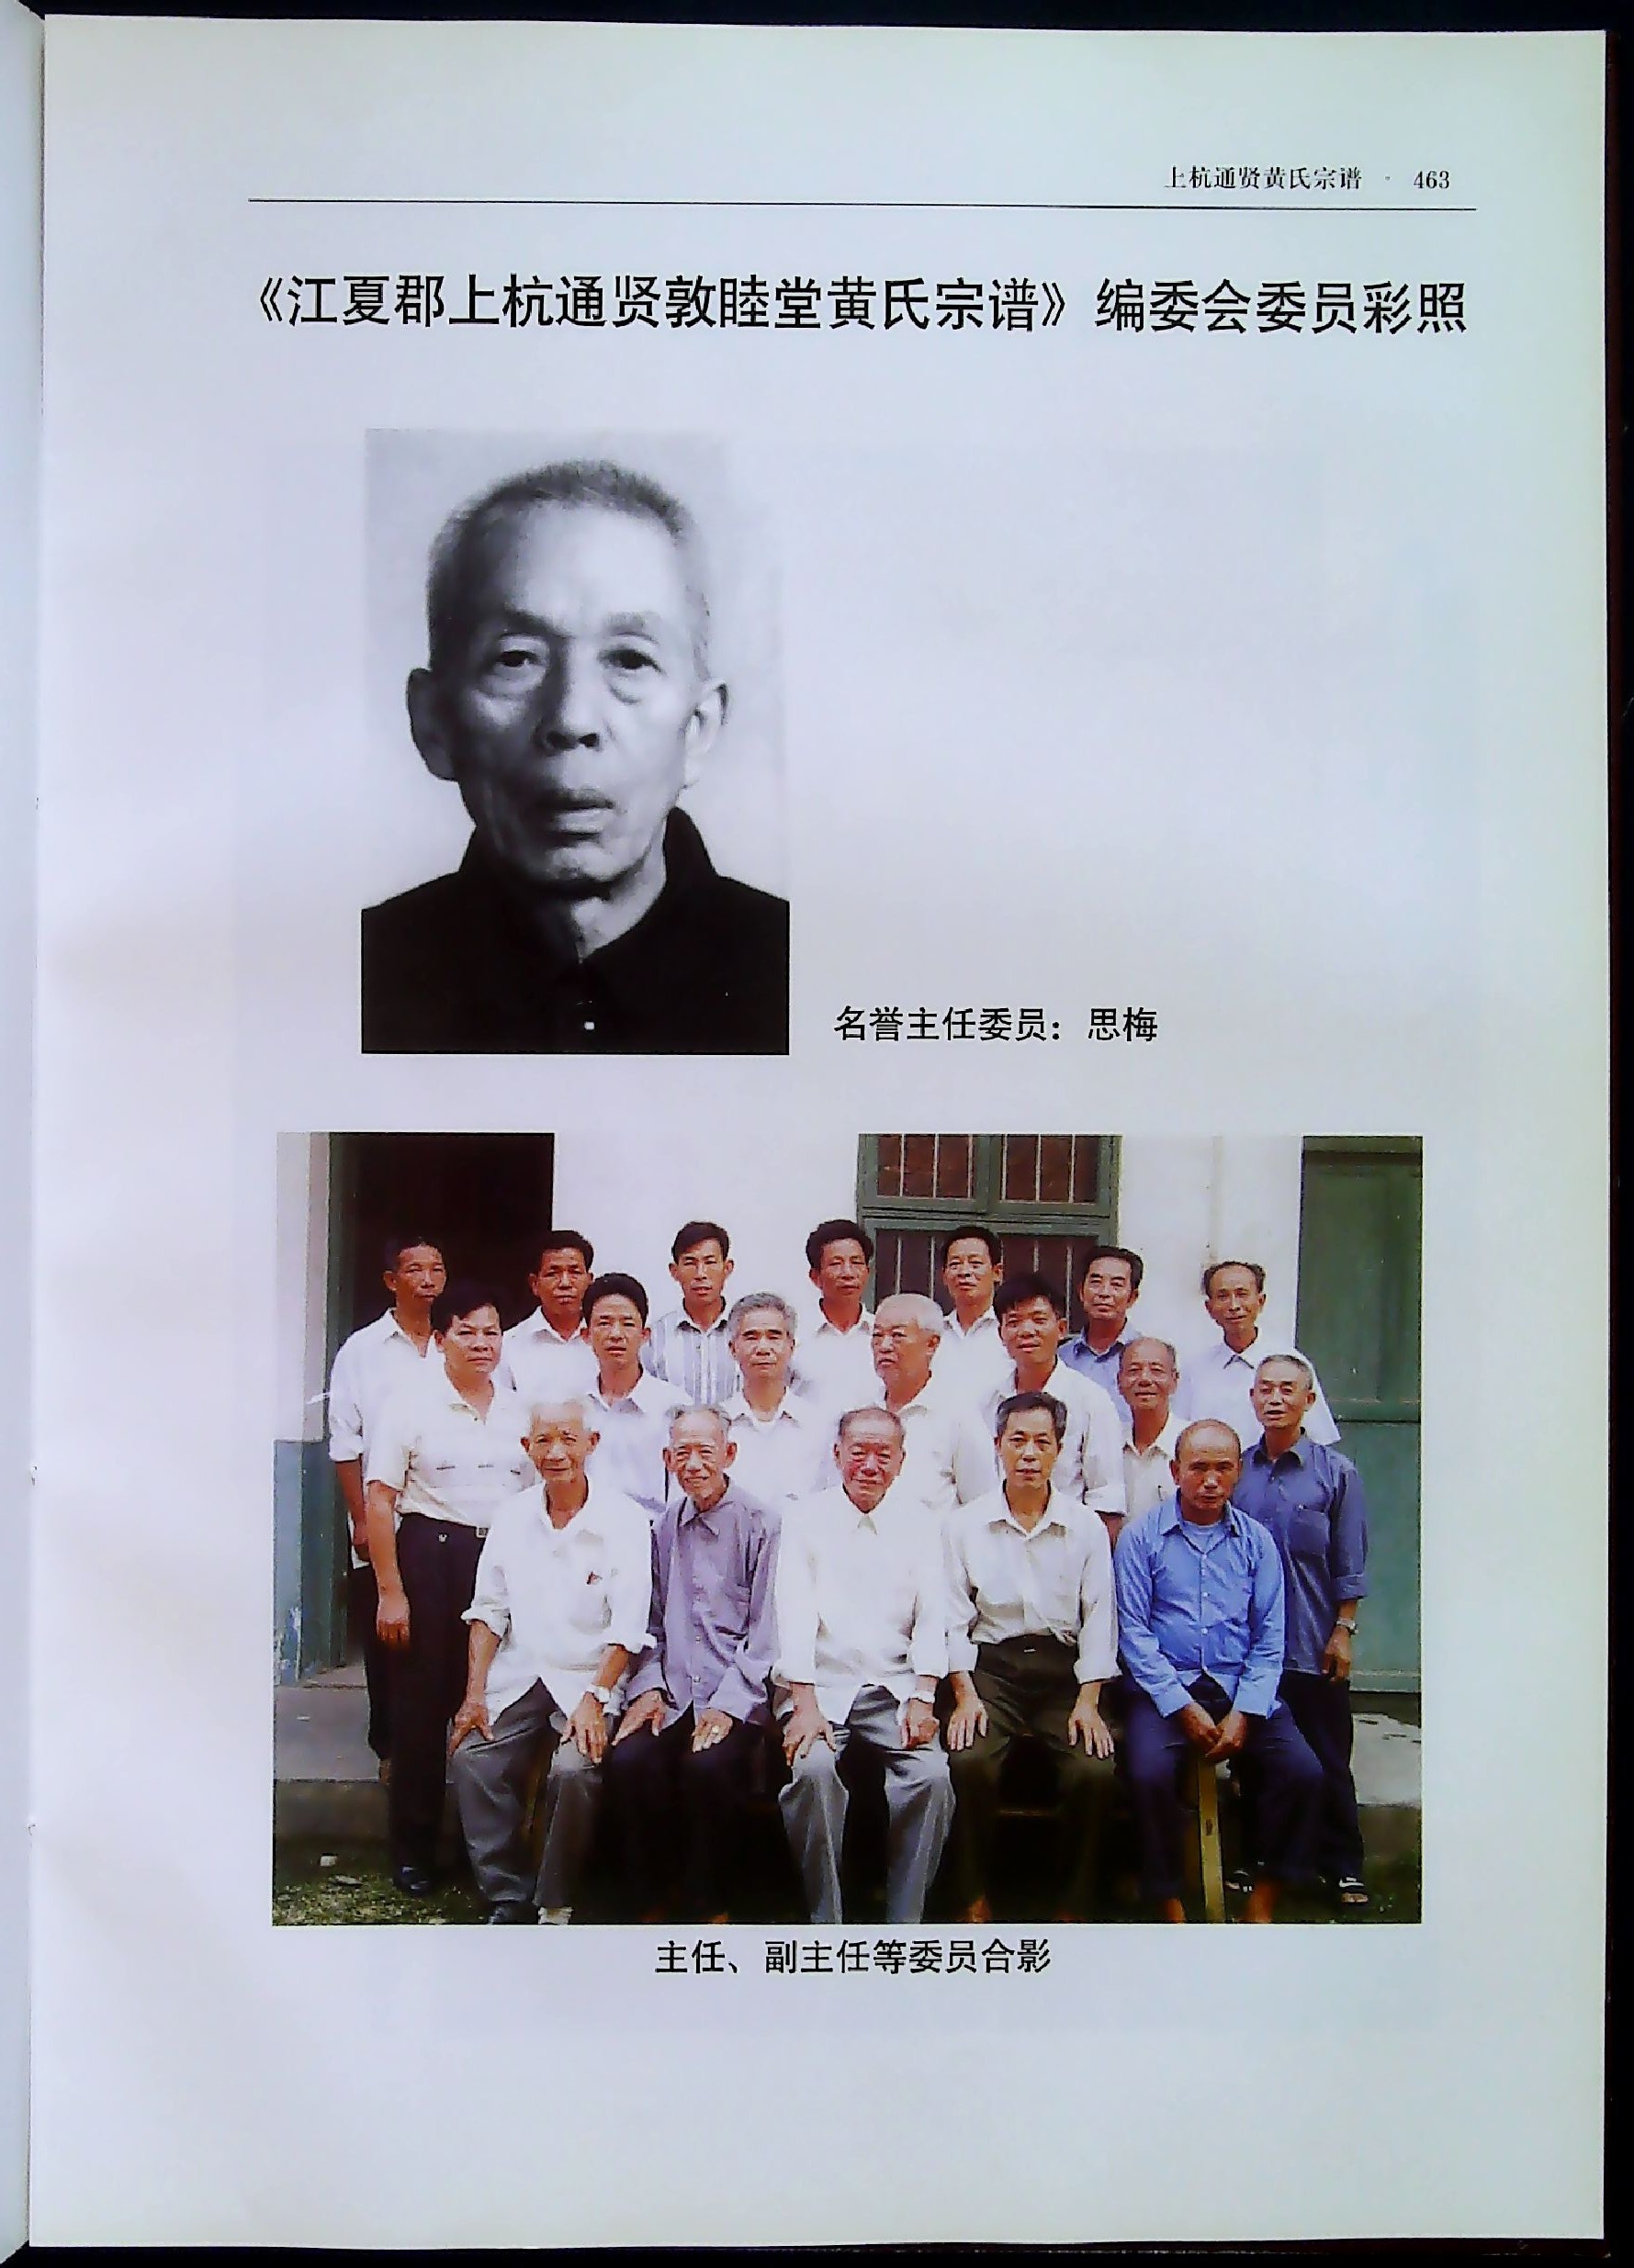 上杭通贤黄氏宗谱 · 463
《江夏郡上杭通贤敦睦堂黄氏宗谱》编委会委员彩照
名誉主任委员：思梅
主任、副主任等委员合影